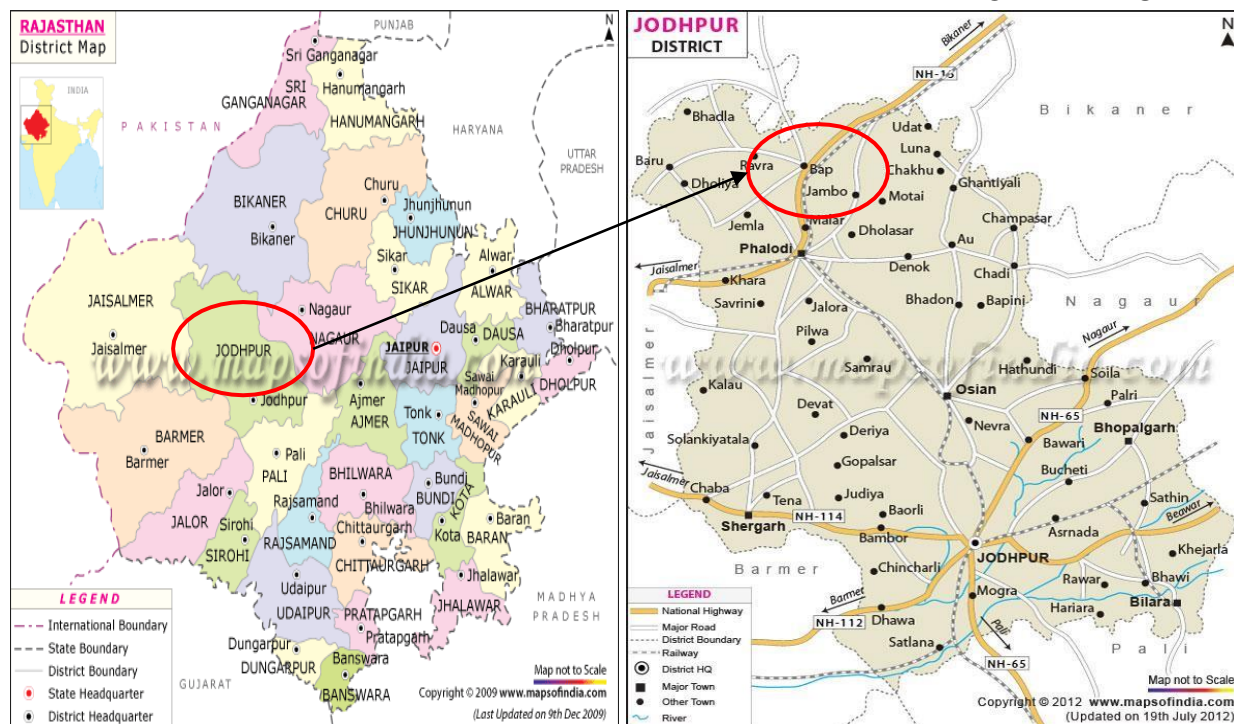 RAJASTHAN
District Map
N
INDIA
PUNJAB
PAKISTAN
HARYANA
UTTAR
PRADESH
Sri Ganganagar
SRI
GANGANAGAR
Hanumangarh
HANUMANGARH
BIKANER
Bikaner
Churu
CHURU
Jhunjhunun
JHUNJHUNUN
Sikar
SIKAR
Alwar
ALWAR
JAISALMER
Jaisalmer
JODHPUR
Jodhpur
Nagaur
NAGAUR
JAIPUR
JAIPUR
Dausa
DAUSA
BHARATPUR
Bharatpur
Dholpur
DHOLPUR
Karauli
KARAULI
Sawai
Madhopur
SAWAI
MADHOPUR
www.mapsofindia.com
Ajmer
AJMER
Tonk
TONK
BARMER
Barmer
Pali
PALI
Jalor
JALOR
Sirohi
SIROHI
Rajsamand
RAJSAMAND
BHILWARA
Bhilwara
Bundi
BUNDI
KOTA
Kota
Baran
BARAN
Chittaurgarh
CHITTAURGARH
Jhalawar
JHALAWAR
Udaipur
UDAIPUR
PRATAPGARH
Pratapgarh
Dungarpur
DUNGARPUR
Banswara
BANSWARA
MADHYA
PRADESH
GUJARAT
LEGEND
International Boundary
State Boundary
District Boundary
State Headquarter
District Headquarter
Map not to Scale
Copyright © 2009 www.mapsofindia.com
(Last Updated on 9th Dec 2009)
JODHPUR
DISTRICT
N
Bikaner
NH-15
Bikaner
Bhadla
Udat
Luna
Baru
Ravra
Bap
Chakhu
Dholiya
Jambo
Ghantiyali
Motai
Jemla
Malar
Champasar
Dholasar
Phalodi
Au
Jaisalmer
Denok
Chadi
Khara
Savrini
Jalora
Bhadon
Bapini
Nagaur
Pilwa
Nagaur
Jaisalmer
Samrau
Hathundi
Soila
www.mapsofindia.com
Kalau
Osian
Palri
Devat
NH-65
Nevra
Deriya
Bawari
Bhopalgarh
Solankiyatala
Gopalsar
Bucheti
Jaisalmer
Chaba
Tena
Judiya
Sathin
Beawar
Shergarh
NH-114
Baorli
Asrnada
Bambor
JODHPUR
Khejarla
Barmer
Chincharli
Rawar
Bhawi
Mogra
Hariara
Bilara
Barmer
Dhawa
NH-112
Pali
Satlana
NH-65
Pali
LEGEND
National Highway
Major Road
District Boundary
Railway
District HQ
Major Town
Other Town
River
Map not to Scale
Copyright © 2012 www.mapsofindia.com
(Updated on 19th July 2012)